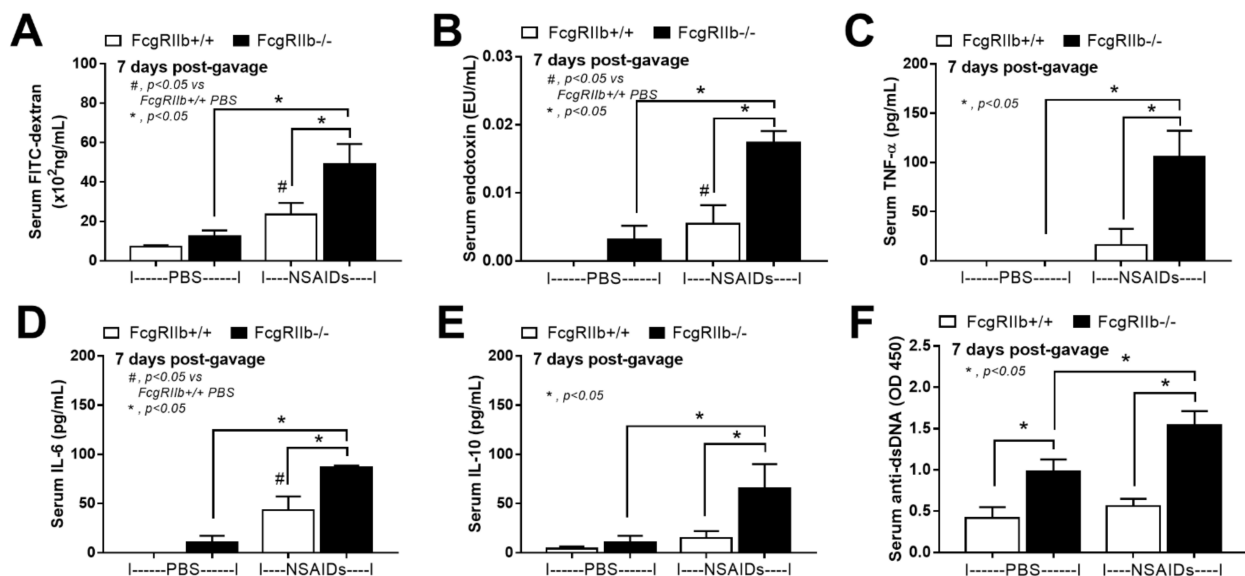 A
FcgRIIb+/+ FcgRIIb-/-
7 days post-gavage
#, p<0.05 vs
FcgRIIb+/+ PBS
*, p<0.05
Serum FITC-dextran
(x10²ng/mL)
100
80
60
40
20
0
*
*
#
|------PBS------| |----NSAIDs----|
B
FcgRIIb+/+ FcgRIIb-/-
7 days post-gavage
#, p<0.05 vs
FcgRIIb+/+ PBS
*, p<0.05
Serum endotoxin (EU/mL)
0.03
0.02
0.01
0.00
*
*
#
|------PBS------| |----NSAIDs----|
C
FcgRIIb+/+ FcgRIIb-/-
7 days post-gavage
*, p<0.05
Serum TNF-α (pg/mL)
200
150
100
50
0
*
*
|------PBS------| |----NSAIDs----|
D
FcgRIIb+/+ FcgRIIb-/-
7 days post-gavage
#, p<0.05 vs
FcgRIIb+/+ PBS
*, p<0.05
Serum IL-6 (pg/mL)
200
150
100
50
0
*
*
#
|------PBS------| |----NSAIDs----|
E
FcgRIIb+/+ FcgRIIb-/-
7 days post-gavage
*, p<0.05
Serum IL-10 (pg/mL)
200
150
100
50
0
*
*
|------PBS------| |----NSAIDs----|
F
FcgRIIb+/+ FcgRIIb-/-
7 days post-gavage
*, p<0.05
Serum anti-dsDNA (OD 450)
2.5
2.0
1.5
1.0
0.5
0.0
*
*
*
|------PBS------| |----NSAIDs----|